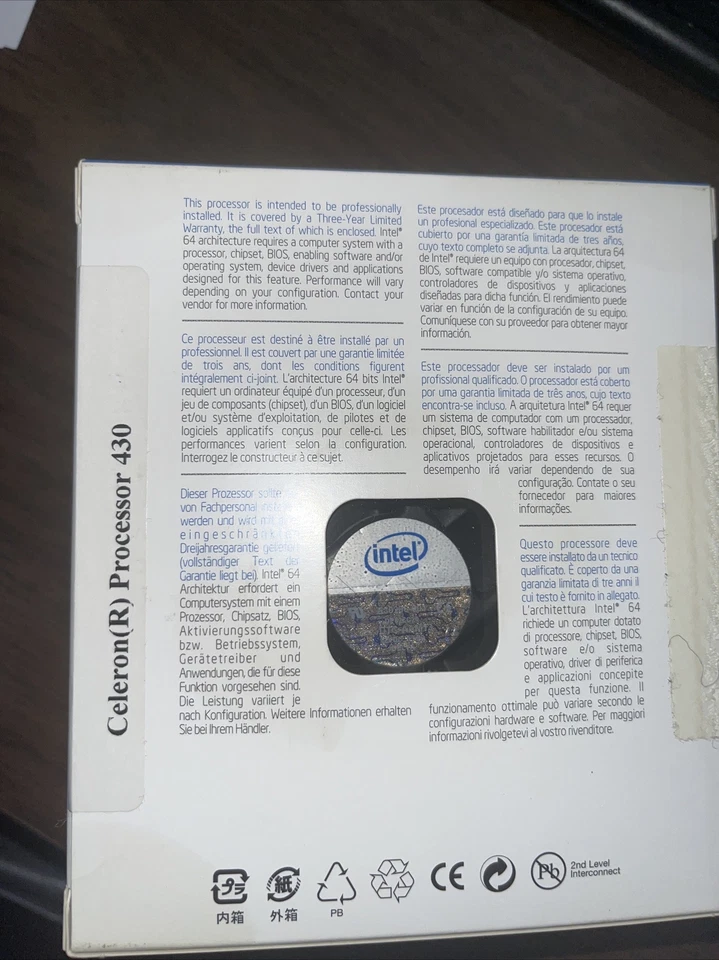 This processor is intended to be professionally
installed. It is covered by a Three-Year Limited
Warranty, the full text of which is enclosed. Intel®
64 architecture requires a computer system with a
processor, chipset, BIOS, enabling software and/or
operating system, device drivers and applications
designed for this feature. Performance will vary
depending on your configuration. Contact your
vendor for more information.
Ce processeur est destiné à être installé par un
professionnel. Il est couvert par une garantie limitée
de trois ans, dont les conditions figurent
intégralement ci-joint. L'architecture 64 bits Intel®
requiert un ordinateur équipé d'un processeur, d'un
jeu de composants (chipset), d'un BIOS, d'un logiciel
et/ou système d'exploitation, de pilotes et de
logiciels applicatifs conçus pour celle-ci. Les
performances varient selon la configuration.
Interrogez le constructeur à ce sujet.
Dieser Prozessor sollte
von Fachpersonal
werden und wird mit
eingeschränk
Dreijahresgarantie
(vollständiger Text
Garantie liegt bei). Intel® 64
Architektur erfordert ein
Computersystem mit einem
Prozessor, Chipsatz, BIOS,
Aktivierungssoftware
bzw. Betriebssystem,
Gerätetreiber und
Anwendungen, die für diese
Funktion vorgesehen sind.
Die Leistung variiert je
nach Konfiguration. Weitere Informationen erhalten
Sie bei Ihrem Händler.
Este procesador está diseñado para que lo instale
un profesional especializado. Este procesador está
cubierto por una garantía limitada de tres años,
cuyo texto completo se adjunta. La arquitectura 64
de Intel® requiere un equipo con procesador, chipset,
BIOS, software compatible y/o sistema operativo,
controladores de dispositivos y aplicaciones
diseñadas para dicha función. El rendimiento puede
variar en función de la configuración de su equipo.
Comuníquese con su proveedor para obtener mayor
información.
Este processador deve ser instalado por um
profissional qualificado. O processador está coberto
por uma garantia limitada de três anos, cujo texto
encontra-se incluso. A arquitetura Intel® 64 requer
um sistema de computador com um processador,
chipset, BIOS, software habilitador e/ou sistema
operacional, controladores de dispositivos e
aplicativos projetados para esses recursos. O
desempenho irá variar dependendo de sua
configuração. Contate o seu
fornecedor para maiores
informações.
Questo processore deve
essere installato da un tecnico
qualificato. È coperto da una
garanzia limitata di tre anni il
cui testo è fornito in allegato.
L'architettura Intel® 64
richiede un computer dotato
di processore, chipset, BIOS,
software e/o sistema
operativo, driver di periferica
e applicazioni concepite
per questa funzione. Il
funzionamento ottimale può variare secondo le
configurazioni hardware e software. Per maggiori
informazioni rivolgetevi al vostro rivenditore.
Celeron(R) Processor 430
intel®
プラ
内箱
紙
外箱
PB
CE
Pb
2nd Level
Interconnect